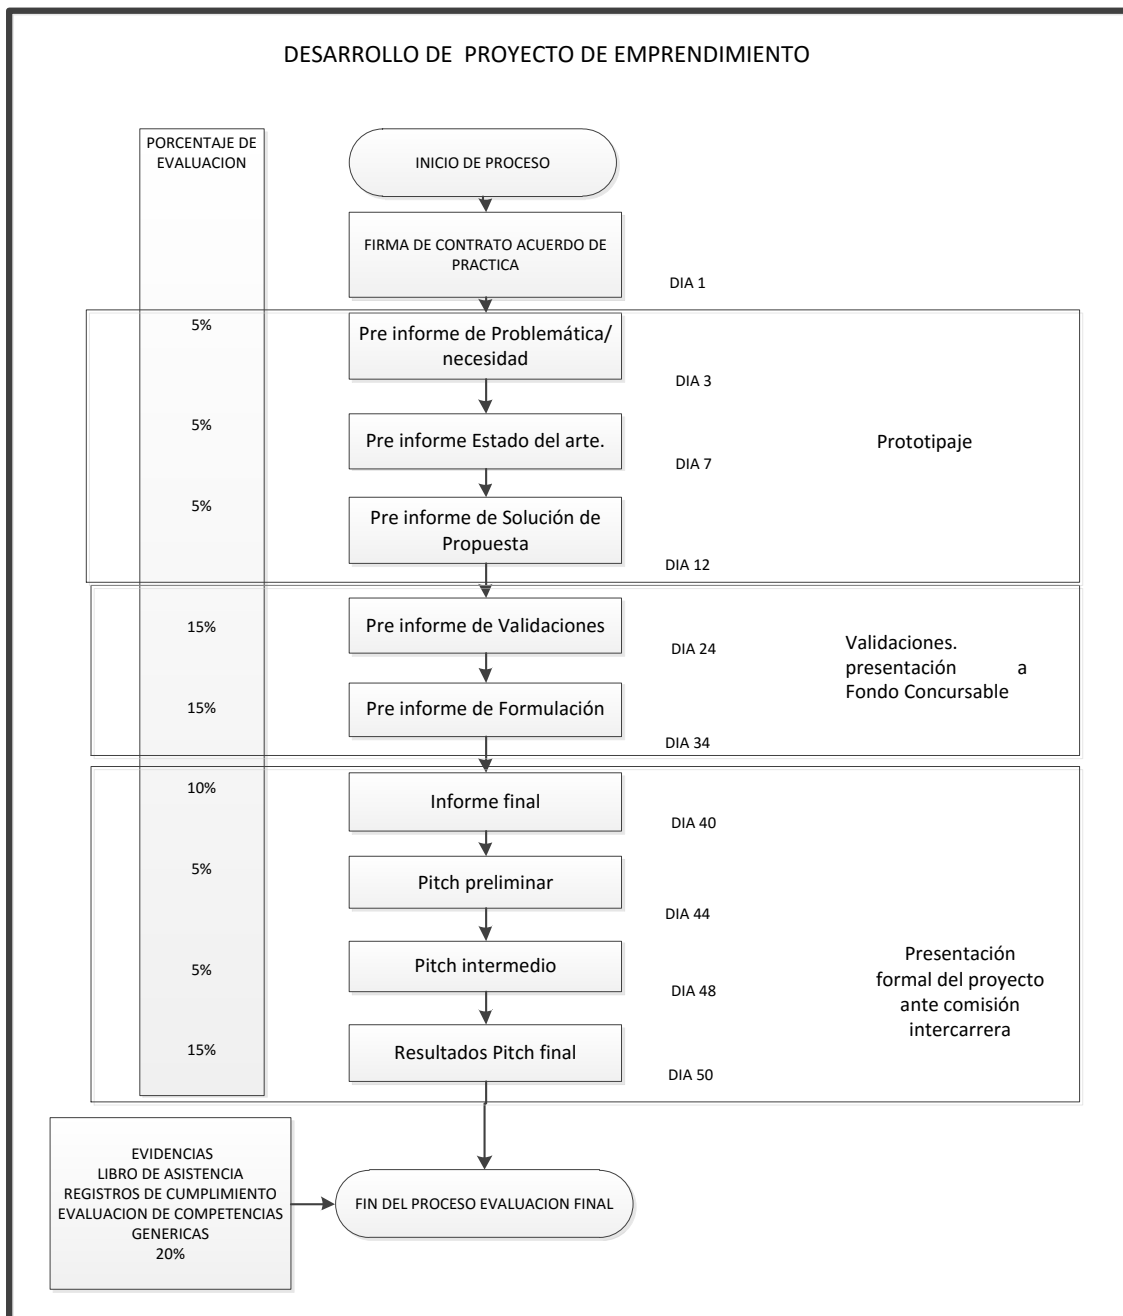 DESARROLLO DE PROYECTO DE EMPRENDIMIENTO
PORCENTAJE DE
EVALUACION
INICIO DE PROCESO
FIRMA DE CONTRATO ACUERDO DE
PRACTICA
DIA 1
5%
Pre informe de Problemática/
necesidad
DIA 3
5%
Pre informe Estado del arte.
DIA 7
Prototipaje
5%
Pre informe de Solución de
Propuesta
DIA 12
15%
Pre informe de Validaciones
DIA 24
Validaciones.
presentación a
Fondo Concursable
15%
Pre informe de Formulación
DIA 34
10%
Informe final
DIA 40
5%
Pitch preliminar
DIA 44
5%
Pitch intermedio
DIA 48
Presentación
formal del proyecto
ante comisión
intercarrera
15%
Resultados Pitch final
DIA 50
EVIDENCIAS
LIBRO DE ASISTENCIA
REGISTROS DE CUMPLIMIENTO
EVALUACION DE COMPETENCIAS
GENERICAS
20%
FIN DEL PROCESO EVALUACION FINAL